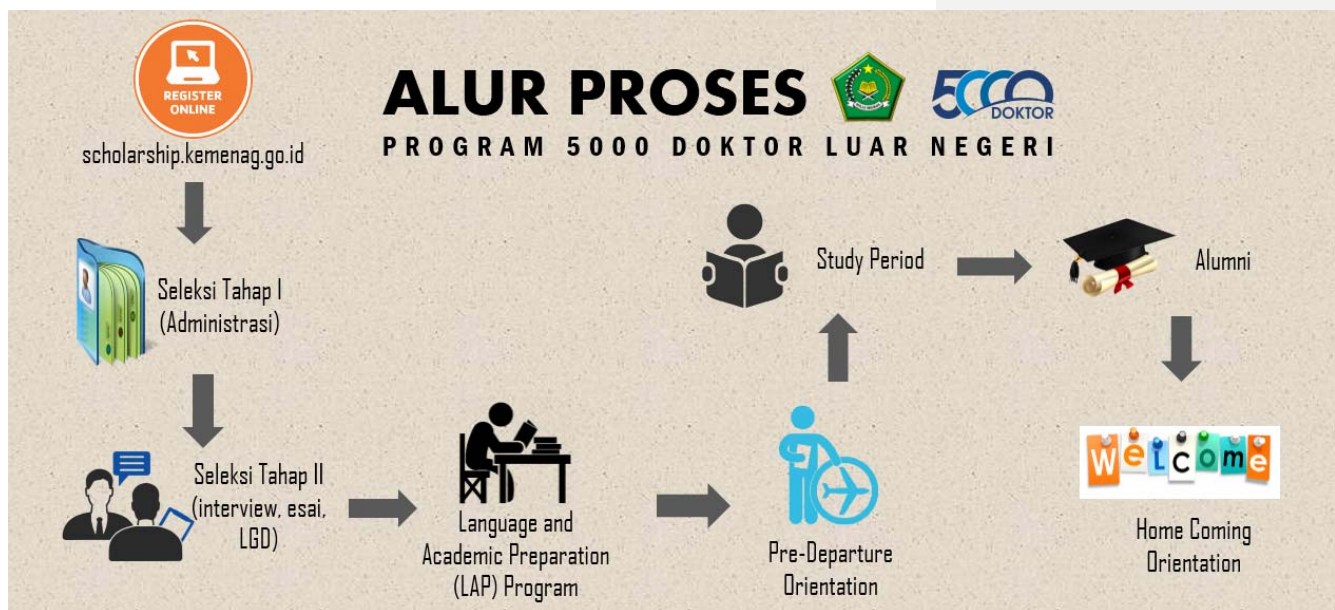 REGISTER
ONLINE
scholarship.kemenag.go.id
ALUR PROSES
5000
DOKTOR
PROGRAM 5000 DOKTOR LUAR NEGERI
Seleksi Tahap I
(Administrasi)
Seleksi Tahap II
(interview, esai,
LGD)
Language and
Academic Preparation
(LAP) Program
Pre-Departure
Orientation
Study Period
Alumni
Welcome
Home Coming
Orientation